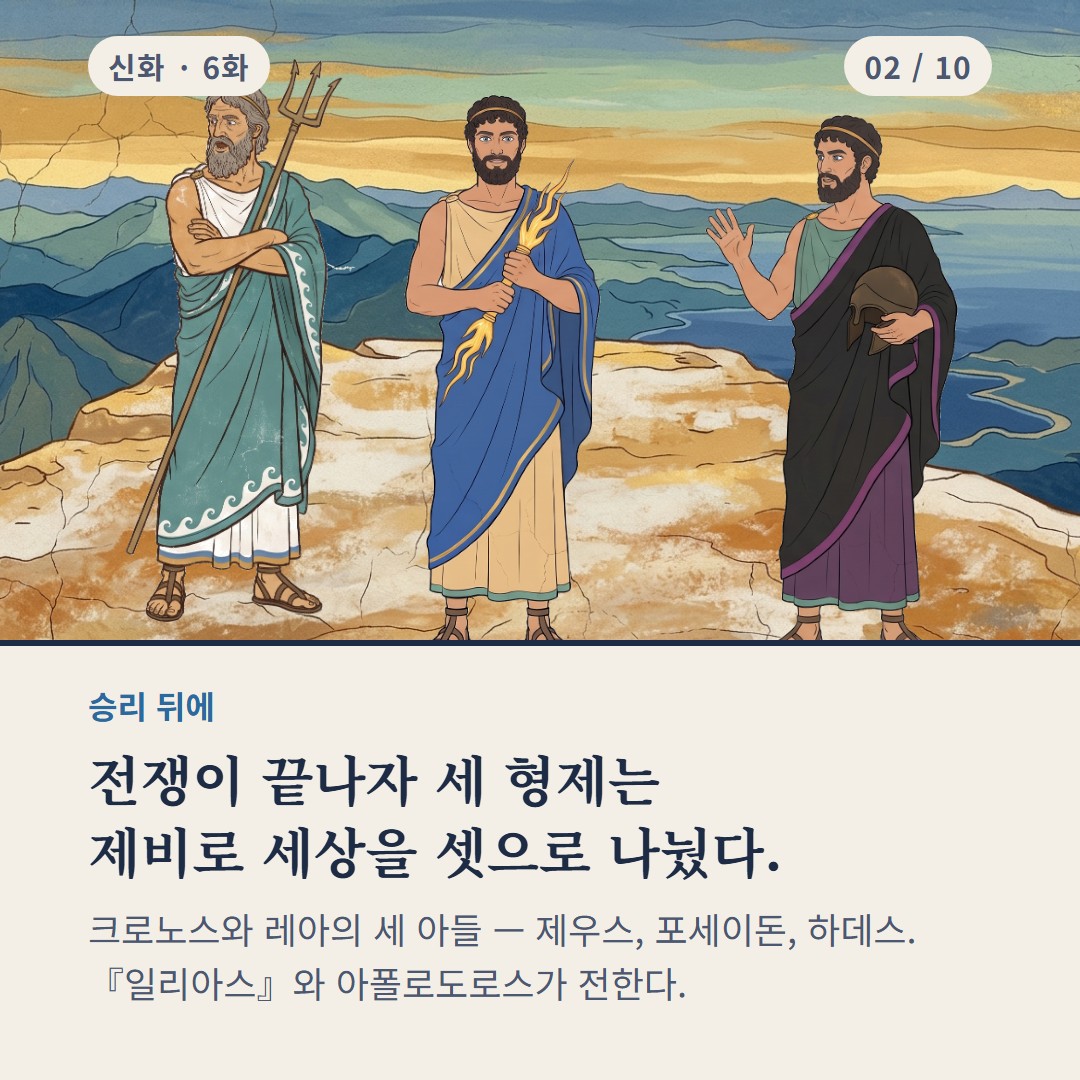 신화 · 6화
02 / 10
승리 뒤에
전쟁이 끝나자 세 형제는
제비로 세상을 셋으로 나눴다.
크로노스와 레아의 세 아들 — 제우스, 포세이돈, 하데스.
『일리아스』와 아폴로도로스가 전한다.